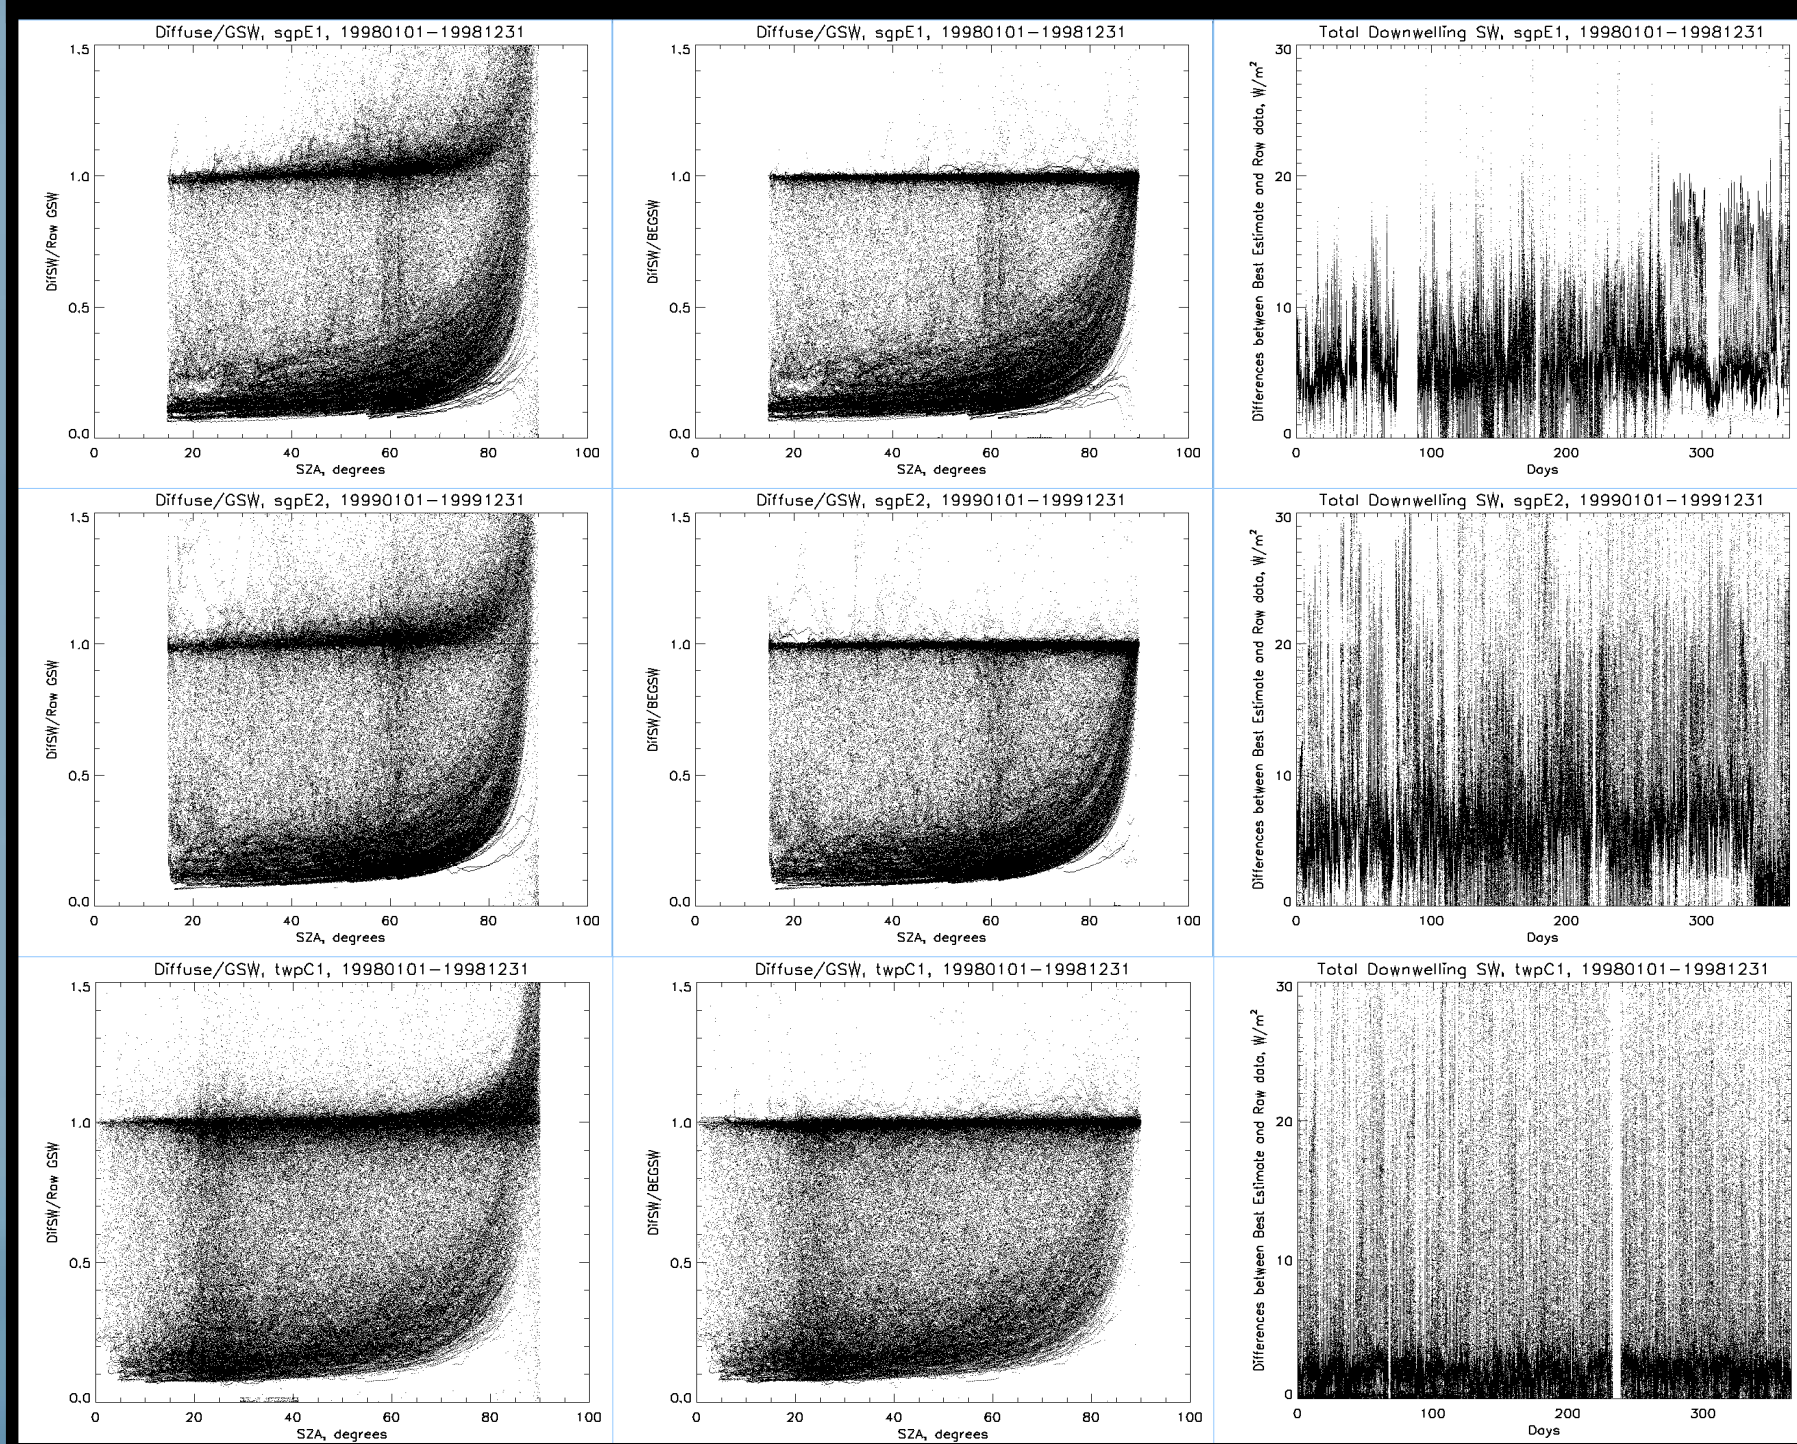 Diffuse/GSW, sgpE1, 19980101-19981231
1.5
1.0
0.5
0.0
DifSW/Raw GSW
0 20 40 60 80 100
SZA, degrees
Diffuse/GSW, sgpE1, 19980101-19981231
1.5
1.0
0.5
0.0
DifSW/BEGSW
0 20 40 60 80 100
SZA, degrees
Total Downwelling SW, sgpE1, 19980101-19981231
30
20
10
0
Differences between Best Estimate and Raw data, W/m²
0 100 200 300
Days
Diffuse/GSW, sgpE2, 19990101-19991231
1.5
1.0
0.5
0.0
DifSW/Raw GSW
0 20 40 60 80 100
SZA, degrees
Diffuse/GSW, sgpE2, 19990101-19991231
1.5
1.0
0.5
0.0
DifSW/BEGSW
0 20 40 60 80 100
SZA, degrees
Total Downwelling SW, sgpE2, 19990101-19991231
30
20
10
0
Differences between Best Estimate and Raw data, W/m²
0 100 200 300
Days
Diffuse/GSW, twpC1, 19980101-19981231
1.5
1.0
0.5
0.0
DifSW/Raw GSW
0 20 40 60 80 100
SZA, degrees
Diffuse/GSW, twpC1, 19980101-19981231
1.5
1.0
0.5
0.0
DifSW/BEGSW
0 20 40 60 80 100
SZA, degrees
Total Downwelling SW, twpC1, 19980101-19981231
30
20
10
0
Differences between Best Estimate and Raw data, W/m²
0 100 200 300
Days